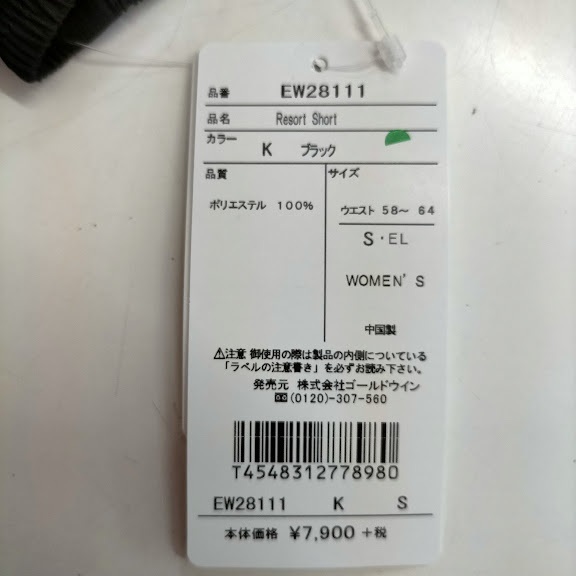 品番 EW28111
品名 Resort Short
カラー K ブラック
品質 サイズ
ポリエステル 100% ウエスト 58~ 64
S・EL
WOMEN'S
中国製
⚠注意 御使用の際は製品の内側についている
「ラベルの注意書き」を必ずお読み下さい。
発売元 株式会社ゴールドウイン
(0120)-307-560
T4548312778980
EW28111 K S
本体価格 ¥7,900 +税